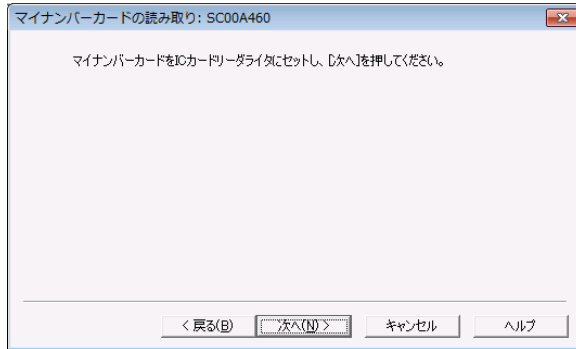 マイナンバーカードの読み取り: SC00A460
マイナンバーカードをICカードリーダライタにセットし、[次へ]を押してください。
< 戻る(B)
次へ(N) >
キャンセル
ヘルプ